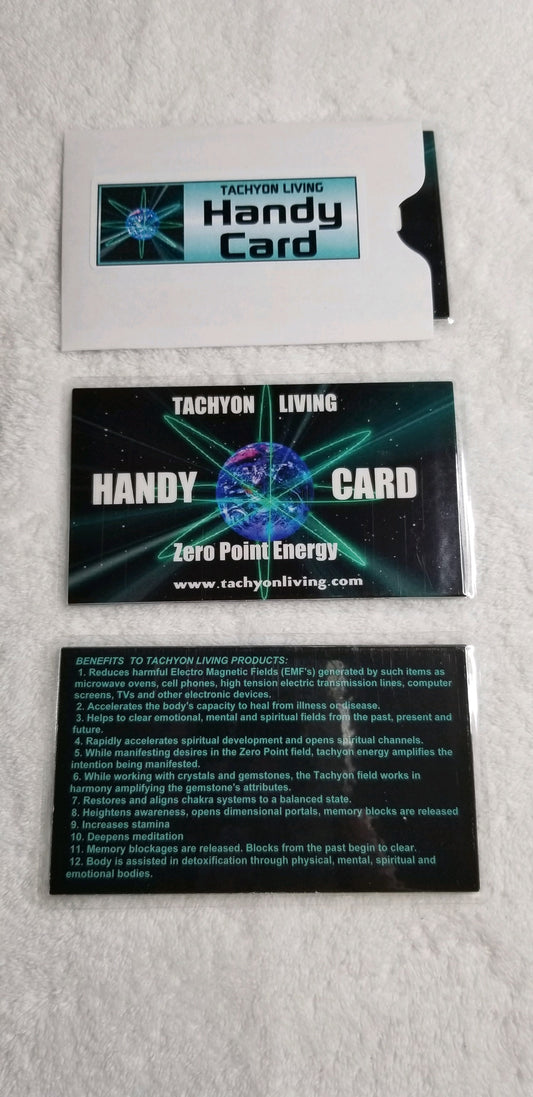 TACHYON LIVING
Handy
Card
TACHYON LIVING
HANDY CARD
Zero Point Energy
www.tachyonliving.com
BENEFITS TO TACHYON LIVING PRODUCTS:
1. Reduces harmful Electro Magnetic Fields (EMF's) generated by such items as
microwave ovens, cell phones, high tension electric transmission lines, computer
screens, TVs and other electronic devices.
2. Accelerates the body's capacity to heal from illness or disease.
3. Helps to clear emotional, mental and spiritual fields from the past, present and
future.
4. Rapidly accelerates spiritual development and opens spiritual channels.
5. While manifesting desires in the Zero Point field, tachyon energy amplifies the
intention being manifested.
6. While working with crystals and gemstones, the Tachyon field works in
harmony amplifying the gemstone's attributes.
7. Restores and aligns chakra systems to a balanced state.
8. Heightens awareness, opens dimensional portals, memory blocks are released
9. Increases stamina
10. Deepens meditation
11. Memory blockages are released. Blocks from the past begin to clear.
12. Body is assisted in detoxification through physical, mental, spiritual and
emotional bodies.